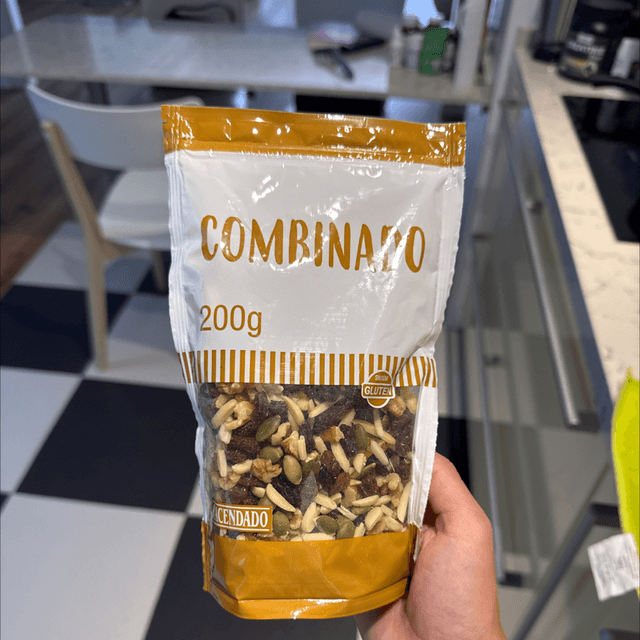 COMBINADO
200g
GLUTEN
CENDADO